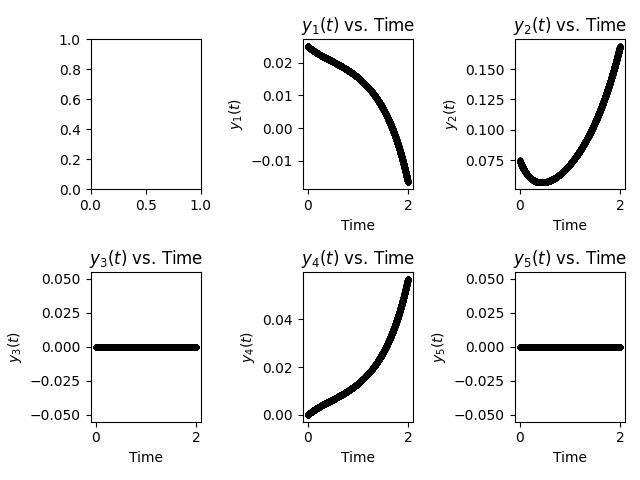 1.0
0.8
0.6
0.4
0.2
0.0
0.0 0.5 1.0
y₁(t) vs. Time
y₁(t)
0.02
0.01
0.00
−0.01
0 2
Time
y₂(t) vs. Time
y₂(t)
0.150
0.125
0.100
0.075
0 2
Time
y₃(t) vs. Time
y₃(t)
0.050
0.025
0.000
−0.025
−0.050
0 2
Time
y₄(t) vs. Time
y₄(t)
0.04
0.02
0.00
0 2
Time
y₅(t) vs. Time
y₅(t)
0.050
0.025
0.000
−0.025
−0.050
0 2
Time